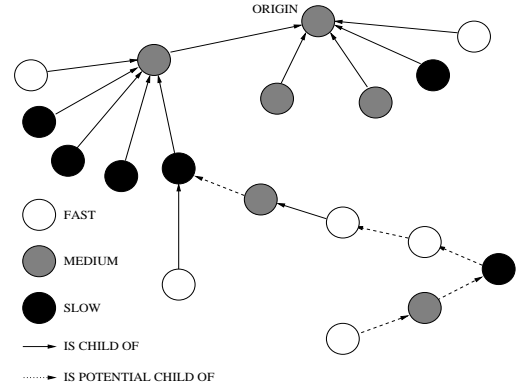 ORIGIN
FAST
MEDIUM
SLOW
IS CHILD OF
IS POTENTIAL CHILD OF